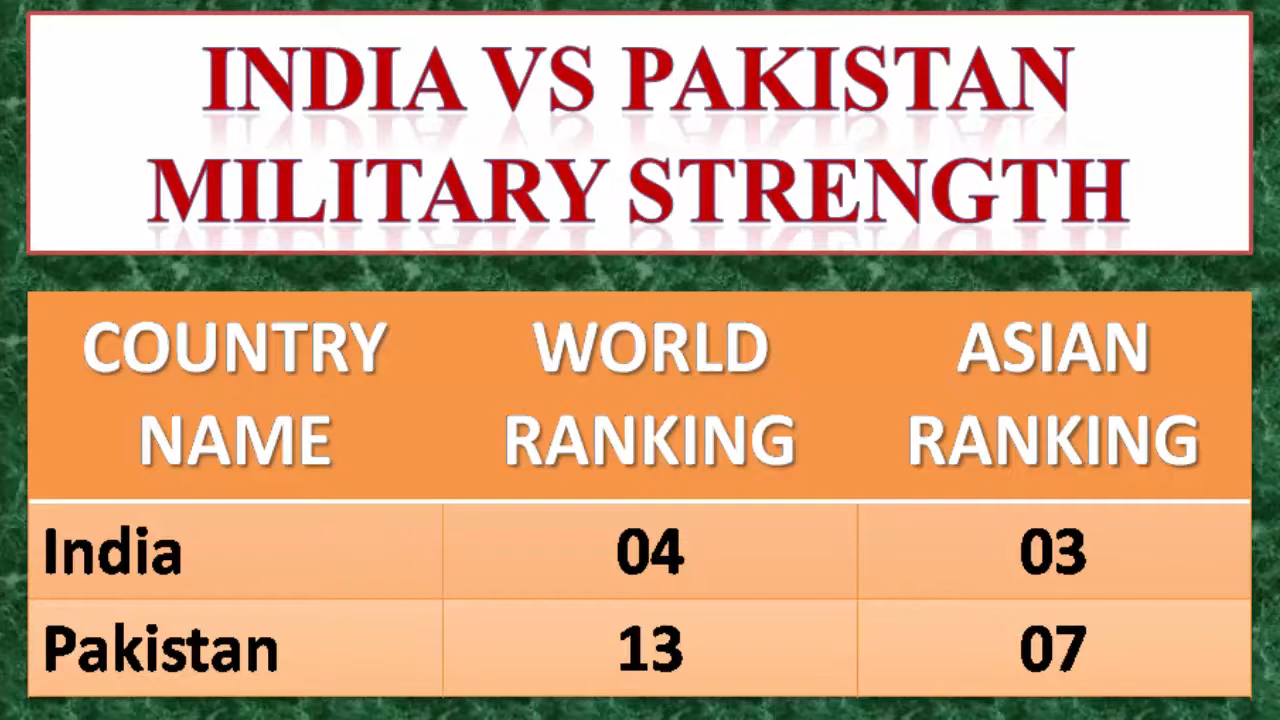 INDIA VS PAKISTAN
MILITARY STRENGTH
COUNTRY NAME WORLD RANKING ASIAN RANKING
India 04 03
Pakistan 13 07